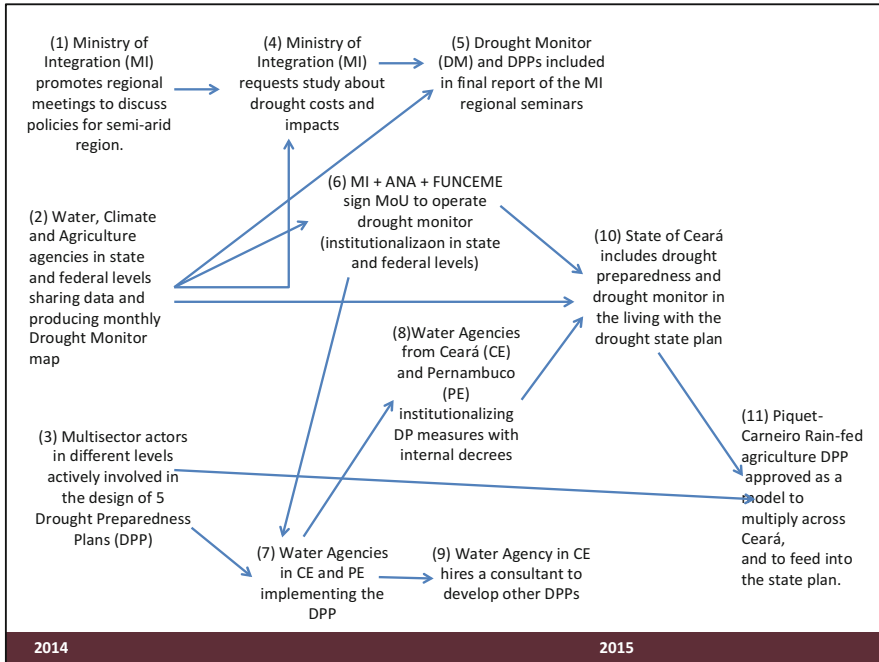 (1) Ministry of
Integration (MI)
promotes regional
meetings to discuss
policies for semi-arid
region.
(4) Ministry of
Integration (MI)
requests study about
drought costs and
impacts
(5) Drought Monitor
(DM) and DPPs included
in final report of the MI
regional seminars
(2) Water, Climate
and Agriculture
agencies in state
and federal levels
sharing data and
producing monthly
Drought Monitor
map
(6) MI + ANA + FUNCEME
sign MoU to operate
drought monitor
(institutionalizaon in state
and federal levels)
(10) State of Ceará
includes drought
preparedness and
drought monitor in
the living with the
drought state plan
(8)Water Agencies
from Ceará (CE)
and Pernambuco
(PE)
institutionalizing
DP measures with
internal decrees
(3) Multisector actors
in different levels
actively involved in
the design of 5
Drought Preparedness
Plans (DPP)
(7) Water Agencies
in CE and PE
implementing the
DPP
(9) Water Agency in CE
hires a consultant to
develop other DPPs
(11) Piquet-
Carneiro Rain-fed
agriculture DPP
approved as a
model to
multiply across
Ceará,
and to feed into
the state plan.
2014
2015